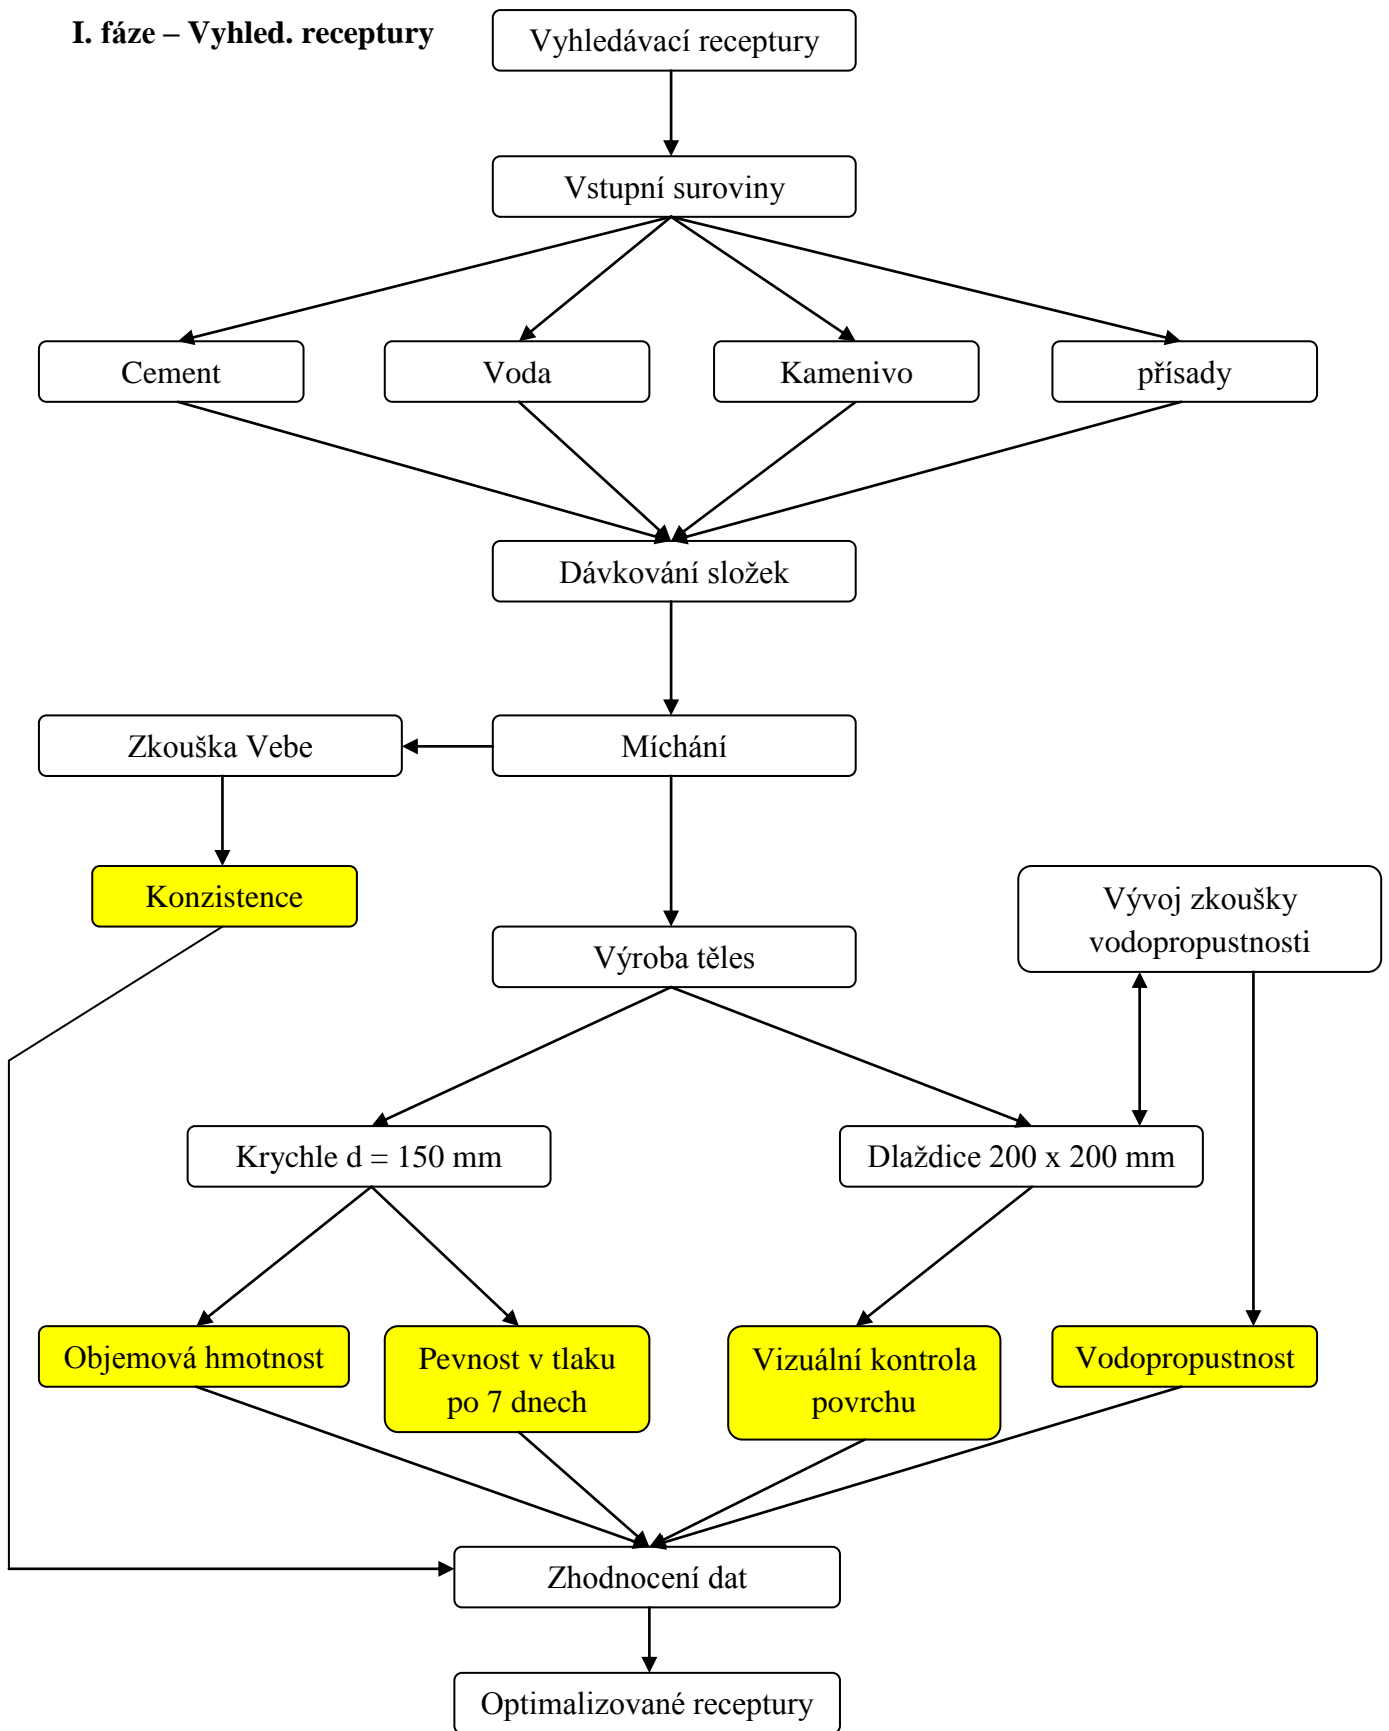 I. fáze – Vyhled. receptury
Vyhledávací receptury
Vstupní suroviny
Cement
Voda
Kamenivo
přísady
Dávkování složek
Zkouška Vebe
Míchání
Konzistence
Vývoj zkoušky
vodopropustnosti
Výroba těles
Krychle d = 150 mm
Dlaždice 200 x 200 mm
Objemová hmotnost
Pevnost v tlaku
po 7 dnech
Vizuální kontrola
povrchu
Vodopropustnost
Zhodnocení dat
Optimalizované receptury